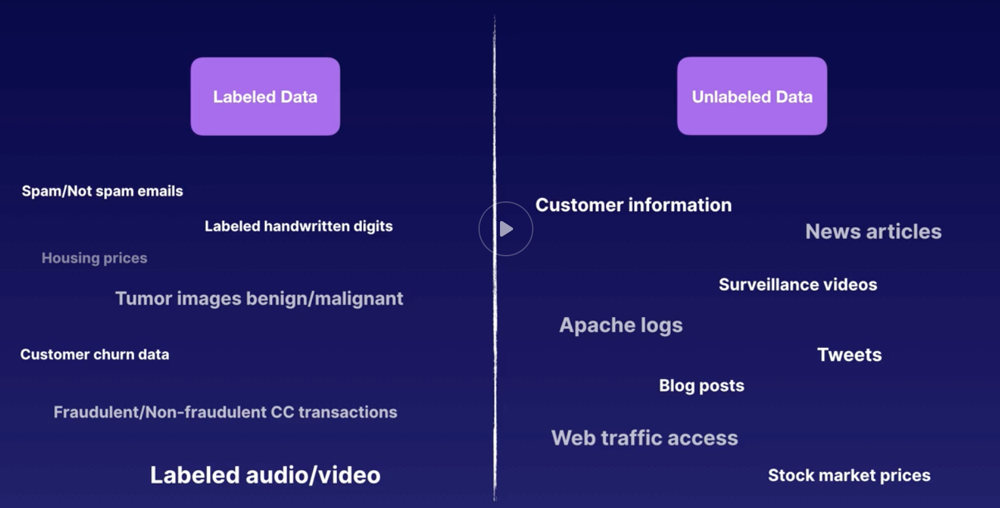 Labeled Data
Spam/Not spam emails
Labeled handwritten digits
Housing prices
Tumor images benign/malignant
Customer churn data
Fraudulent/Non-fraudulent CC transactions
Labeled audio/video
Unlabeled Data
Customer information
News articles
Surveillance videos
Apache logs
Tweets
Blog posts
Web traffic access
Stock market prices